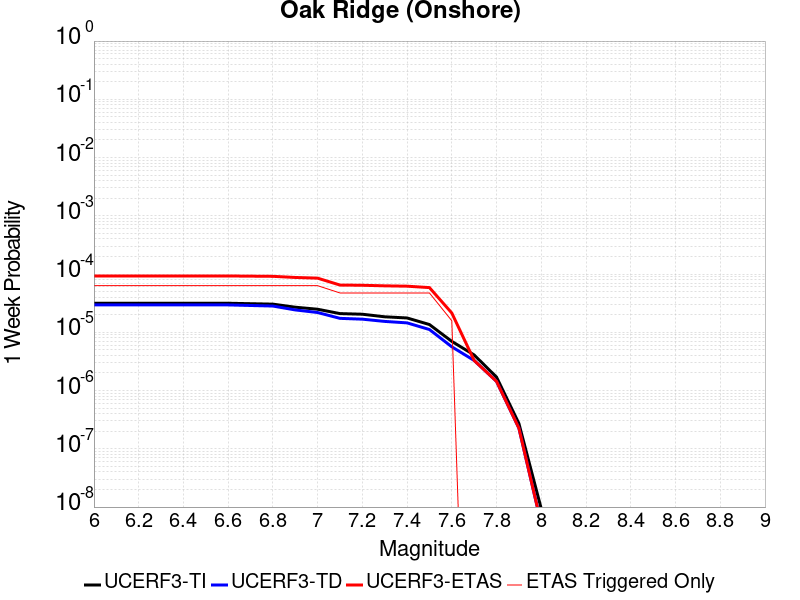 Oak Ridge (Onshore)
1 Week Probability
10^0
10^-1
10^-2
10^-3
10^-4
10^-5
10^-6
10^-7
10^-8
6 6.2 6.4 6.6 6.8 7 7.2 7.4 7.6 7.8 8 8.2 8.4 8.6 8.8 9
Magnitude
UCERF3-TI UCERF3-TD UCERF3-ETAS ETAS Triggered Only